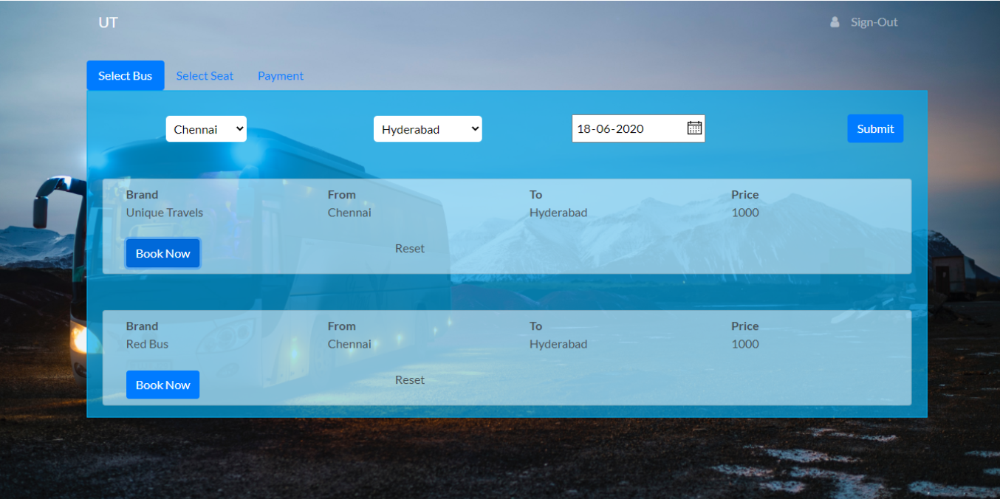 UT Sign-Out
Select Bus Select Seat Payment
Chennai Hyderabad 18-06-2020 Submit
Brand From To Price
Unique Travels Chennai Hyderabad 1000
Book Now Reset
Brand From To Price
Red Bus Chennai Hyderabad 1000
Book Now Reset